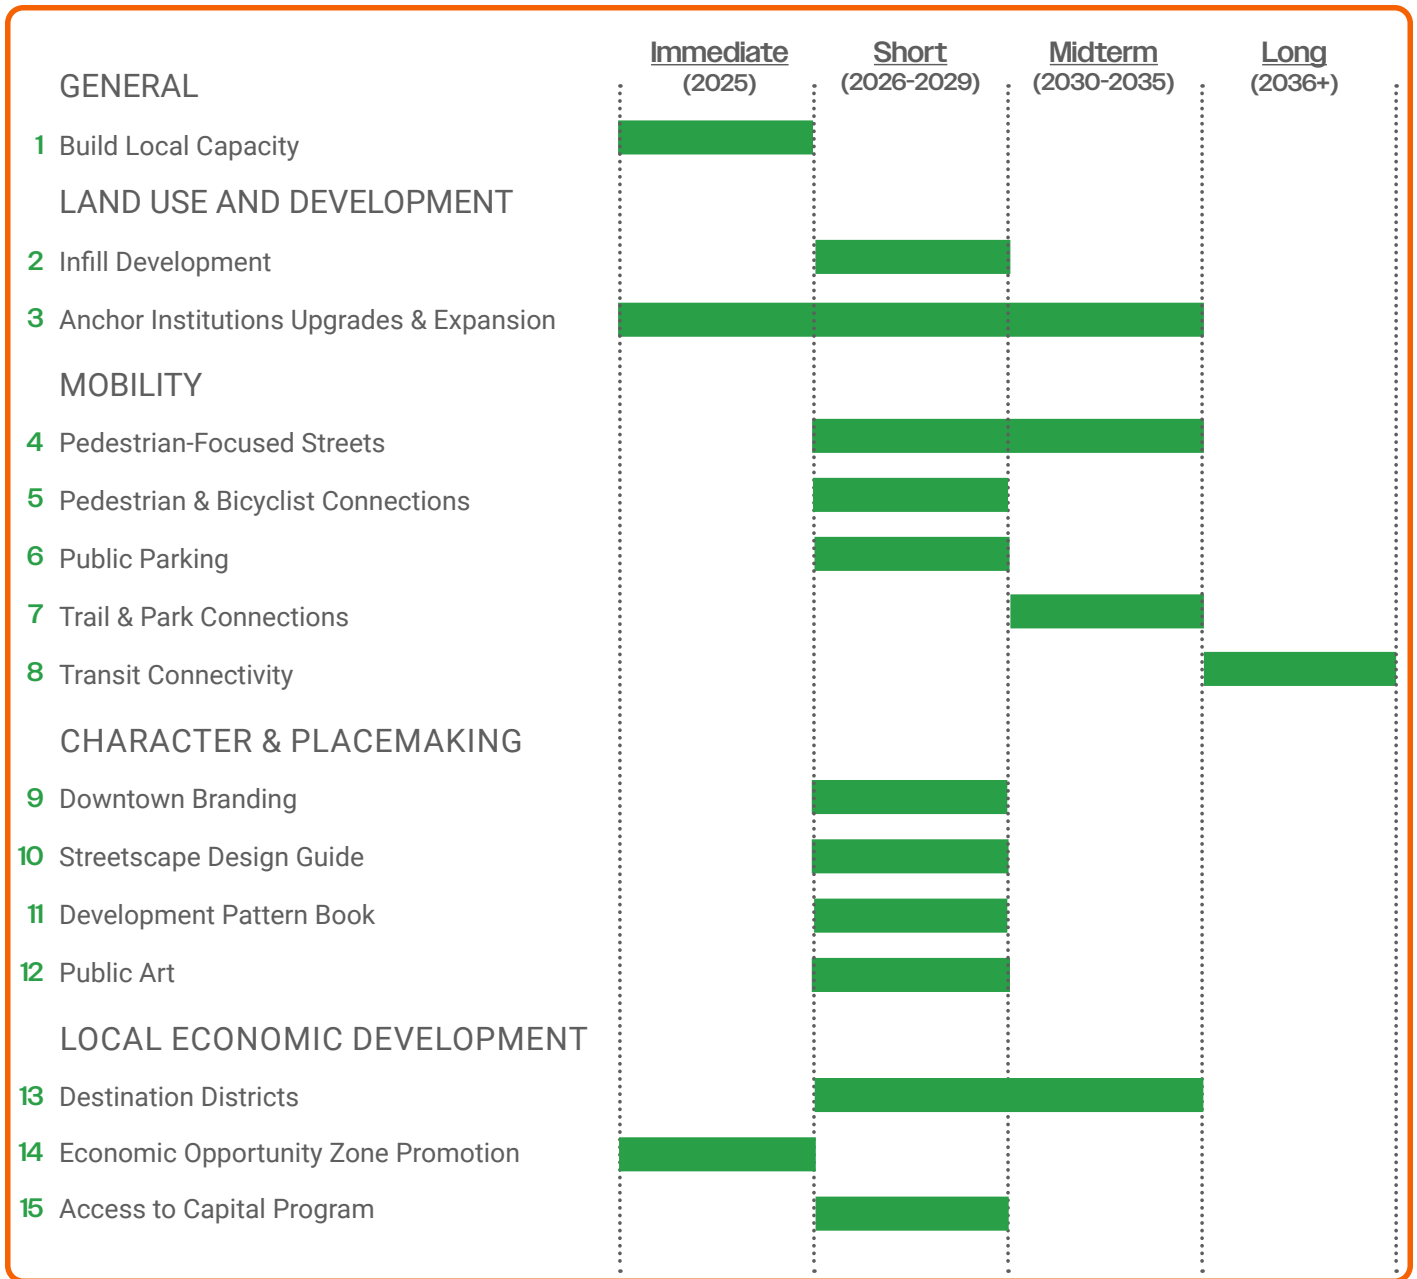 Immediate Short Midterm Long
(2025) (2026-2029) (2030-2035) (2036+)
GENERAL
1 Build Local Capacity
LAND USE AND DEVELOPMENT
2 Infill Development
3 Anchor Institutions Upgrades & Expansion
MOBILITY
4 Pedestrian-Focused Streets
5 Pedestrian & Bicyclist Connections
6 Public Parking
7 Trail & Park Connections
8 Transit Connectivity
CHARACTER & PLACEMAKING
9 Downtown Branding
10 Streetscape Design Guide
11 Development Pattern Book
12 Public Art
LOCAL ECONOMIC DEVELOPMENT
13 Destination Districts
14 Economic Opportunity Zone Promotion
15 Access to Capital Program